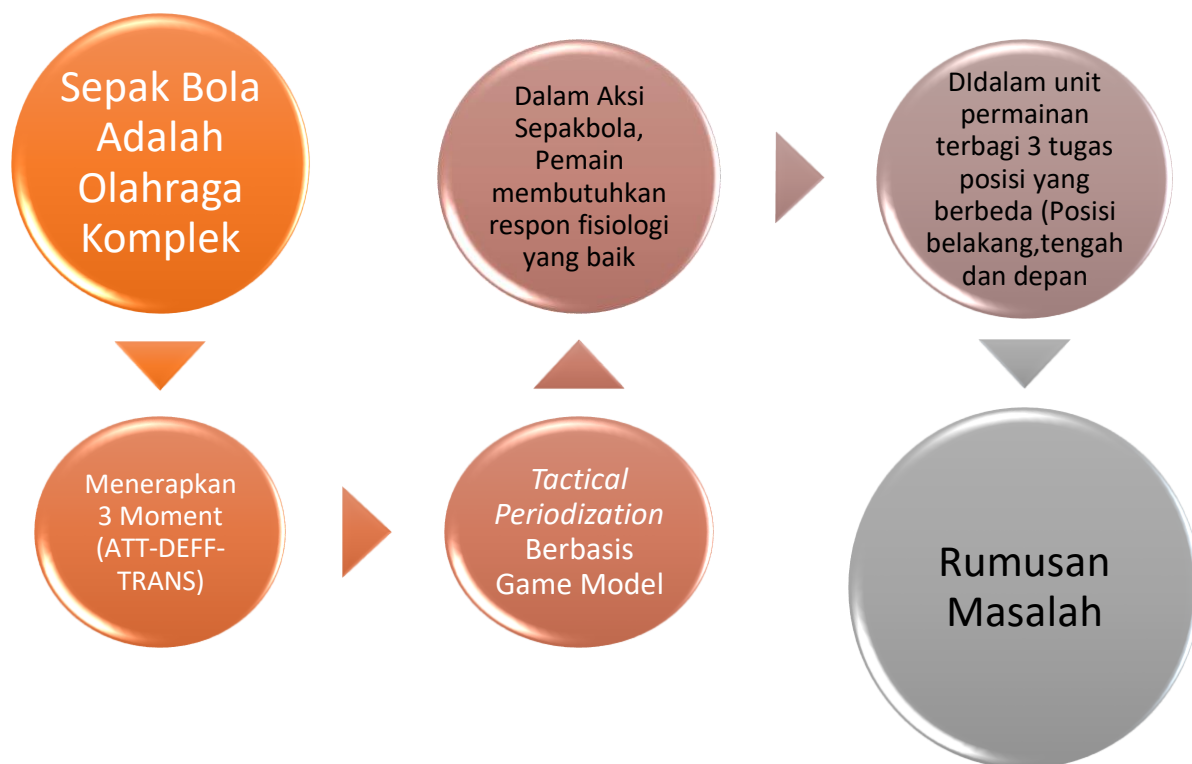 Sepak Bola
Adalah
Olahraga
Komplek
Menerapkan
3 Moment
(ATT-DEFF-
TRANS)
Tactical
Periodization
Berbasis
Game Model
Dalam Aksi
Sepakbola,
Pemain
membutuhkan
respon fisiologi
yang baik
DIdalam unit
permainan
terbagi 3 tugas
posisi yang
berbeda (Posisi
belakang,tengah
dan depan
Rumusan
Masalah